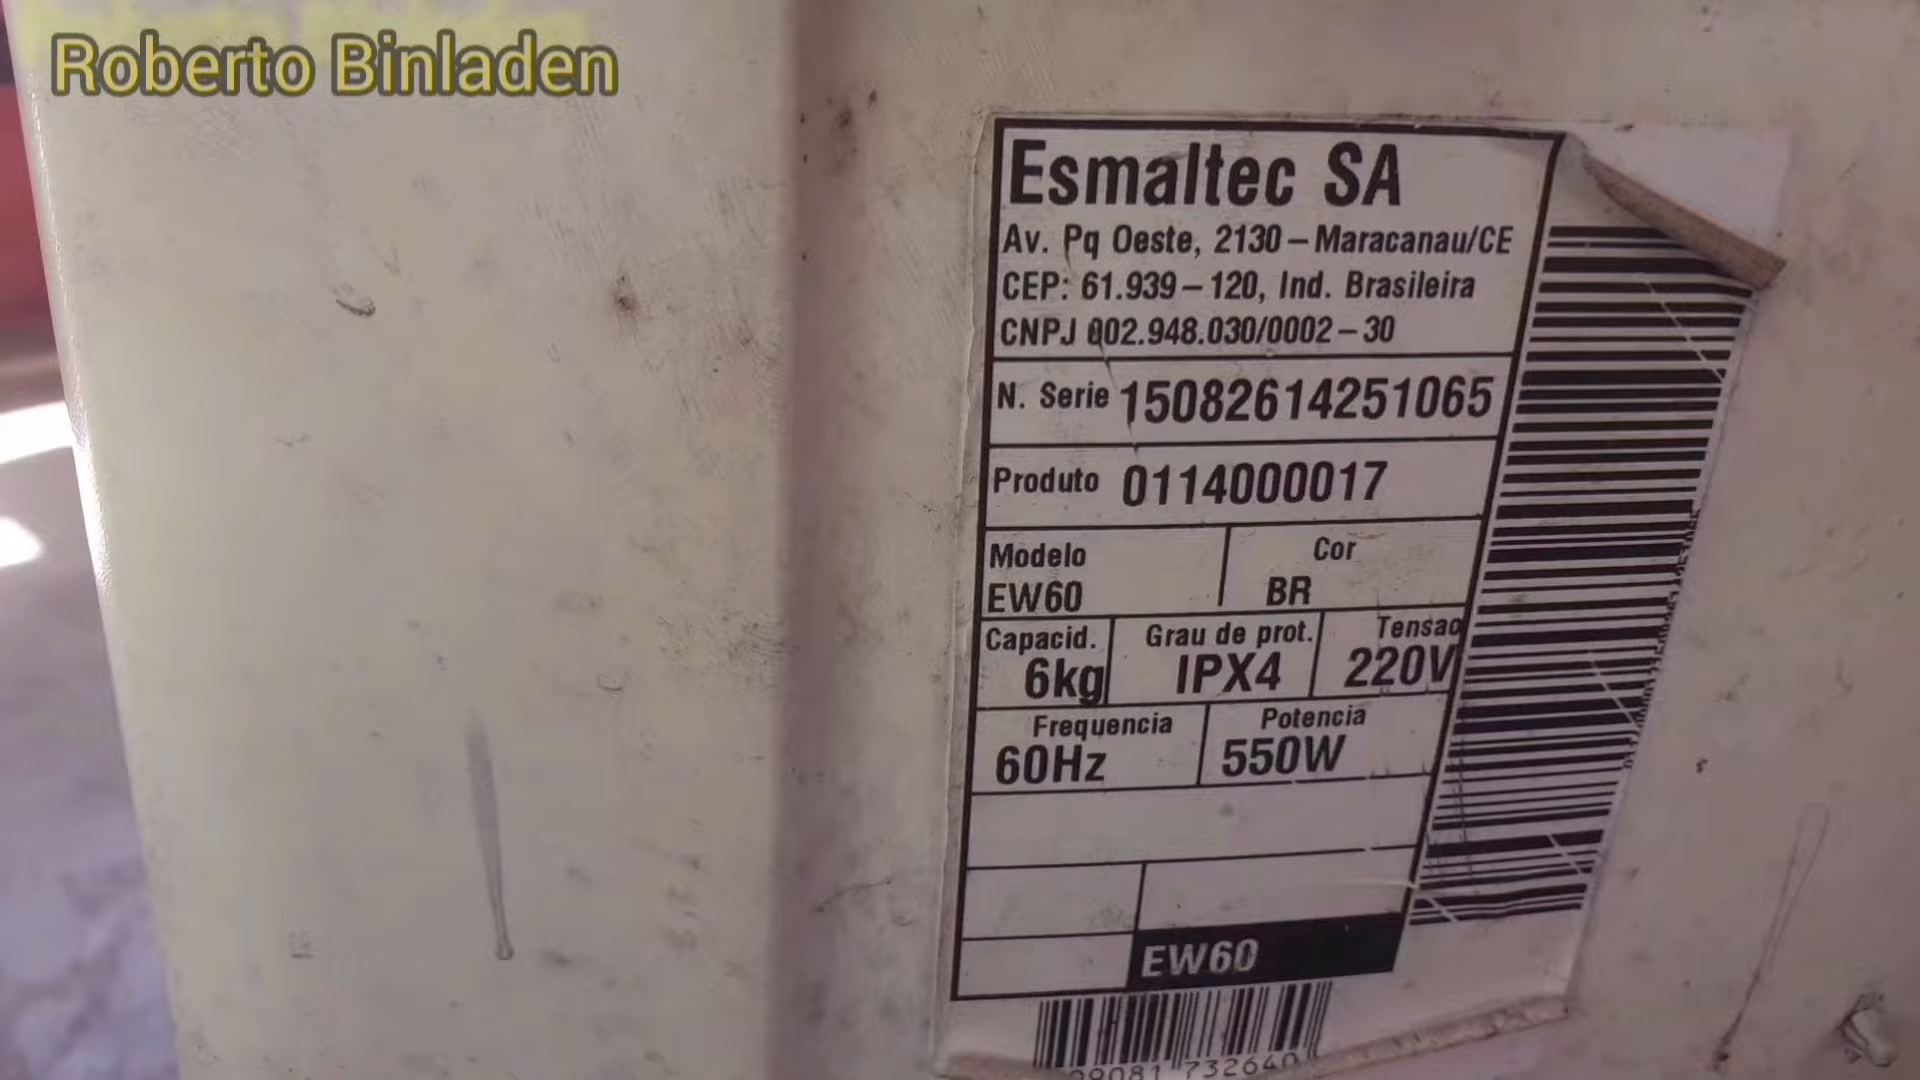 Roberto Binladen
Esmaltec SA
Av. Pq Oeste, 2130 – Maracanau/CE
CEP: 61.939 – 120, Ind. Brasileira
CNPJ 002.948.030/0002 – 30
N. Serie 15082614251065
Produto 0114000017
Modelo Cor
EW60 BR
Capacid. Grau de prot. Tensao
6kg IPX4 220V
Frequencia Potencia
60Hz 550W
EW60